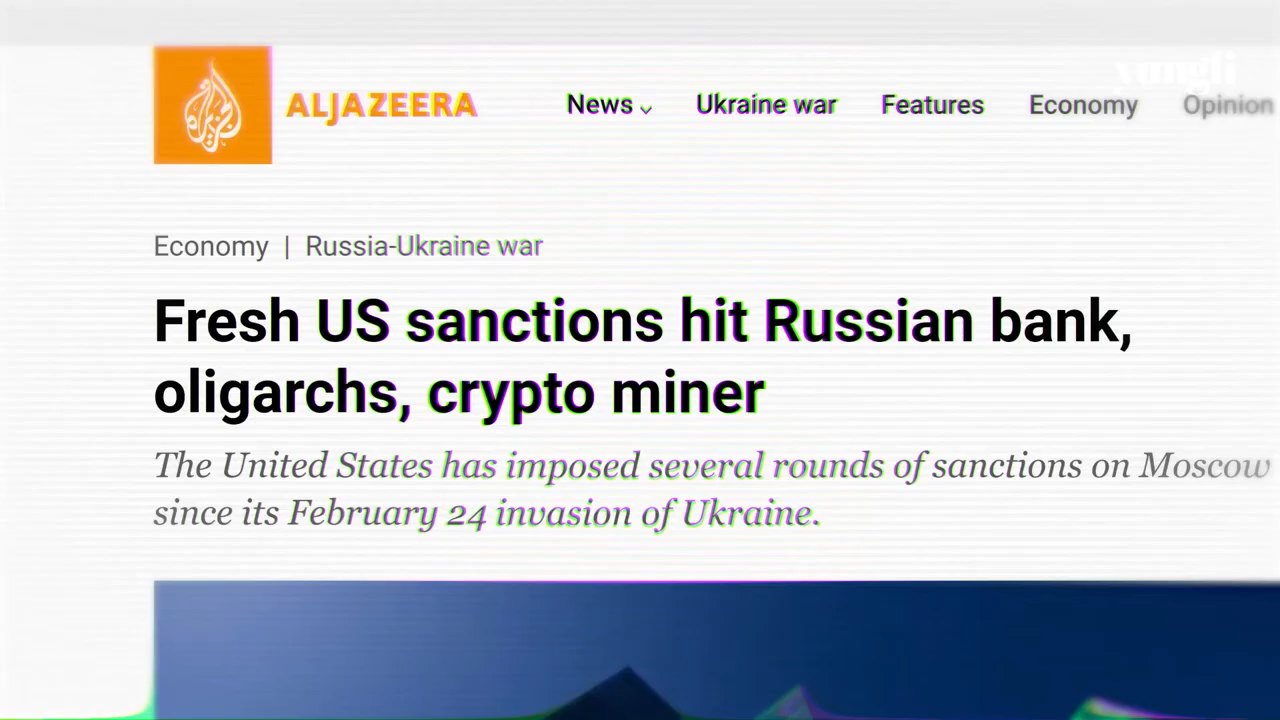 yungli
ALJAZEERA
News Ukraine war Features Economy Opinion
Economy | Russia-Ukraine war
Fresh US sanctions hit Russian bank,
oligarchs, crypto miner
The United States has imposed several rounds of sanctions on Moscow
since its February 24 invasion of Ukraine.